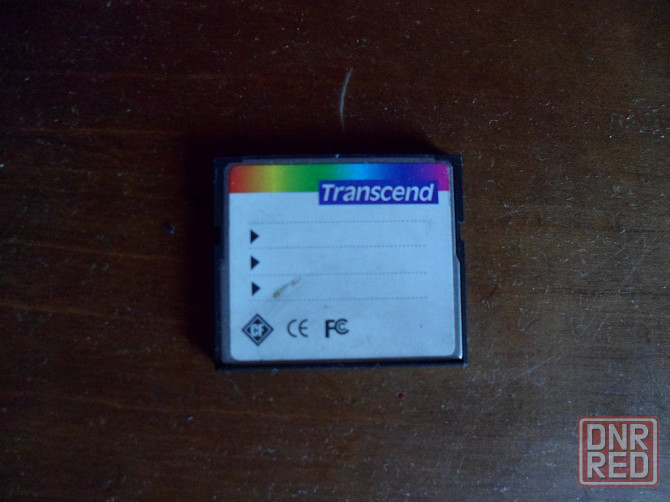 Transcend
CF CE FC
DNR
RED